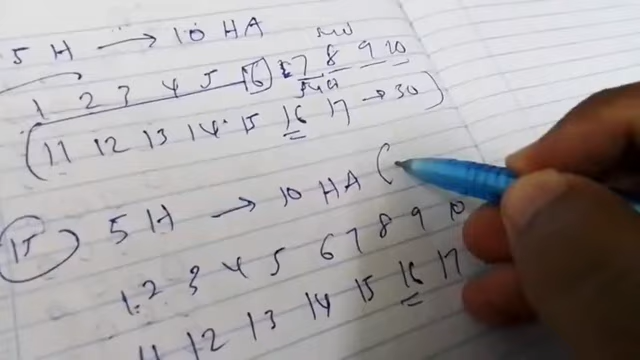 5 H → 10 HA
1 2 3 4 5 6 7 8 9 10
(11 12 13 14 15 16 17 → 30)
15 5 H → 10 HA (
1 2 3 4 5 6 7 8 9 10
11 12 13 14 15 16 17